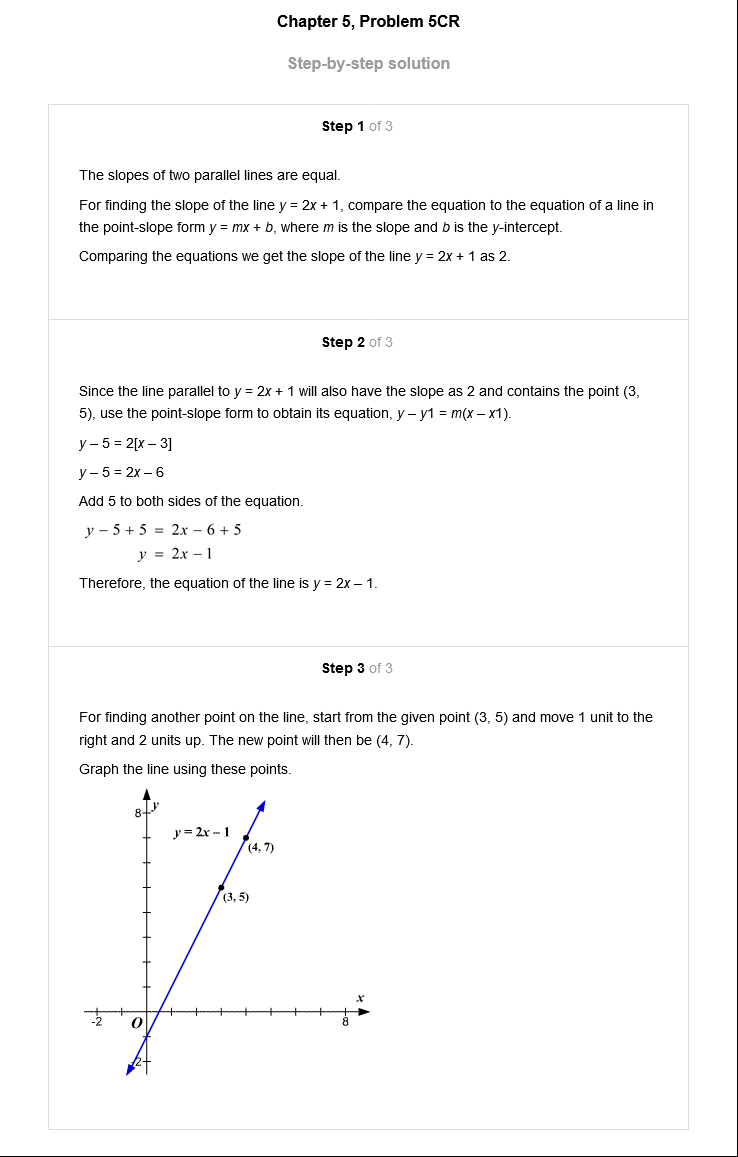 Chapter 5, Problem 5CR
Step-by-step solution
Step 1 of 3
The slopes of two parallel lines are equal.
For finding the slope of the line y = 2x + 1, compare the equation to the equation of a line in
the point-slope form y = mx + b, where m is the slope and b is the y-intercept.
Comparing the equations we get the slope of the line y = 2x + 1 as 2.
Step 2 of 3
Since the line parallel to y = 2x + 1 will also have the slope as 2 and contains the point (3,
5), use the point-slope form to obtain its equation, y – y1 = m(x – x1).
y – 5 = 2[x – 3]
y – 5 = 2x – 6
Add 5 to both sides of the equation.
y − 5 + 5 = 2x − 6 + 5
y = 2x − 1
Therefore, the equation of the line is y = 2x – 1.
Step 3 of 3
For finding another point on the line, start from the given point (3, 5) and move 1 unit to the
right and 2 units up. The new point will then be (4, 7).
Graph the line using these points.
8 y
y = 2x − 1
(4, 7)
(3, 5)
x
-2 O 8
-2